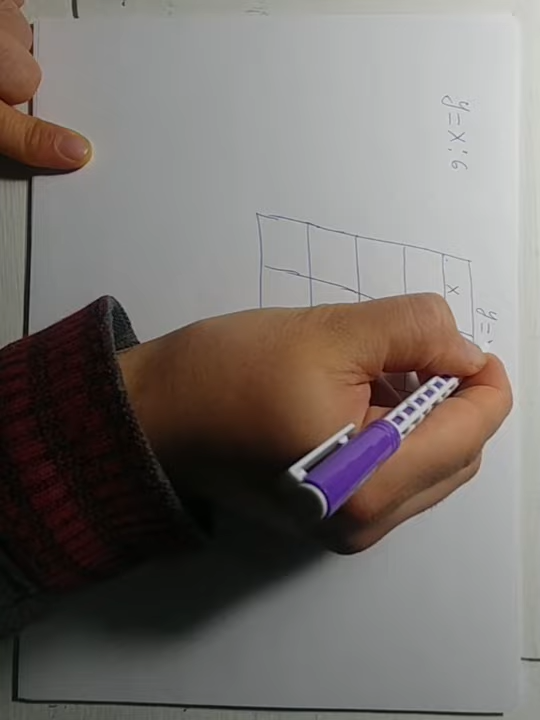 y = x : 6
y =
x